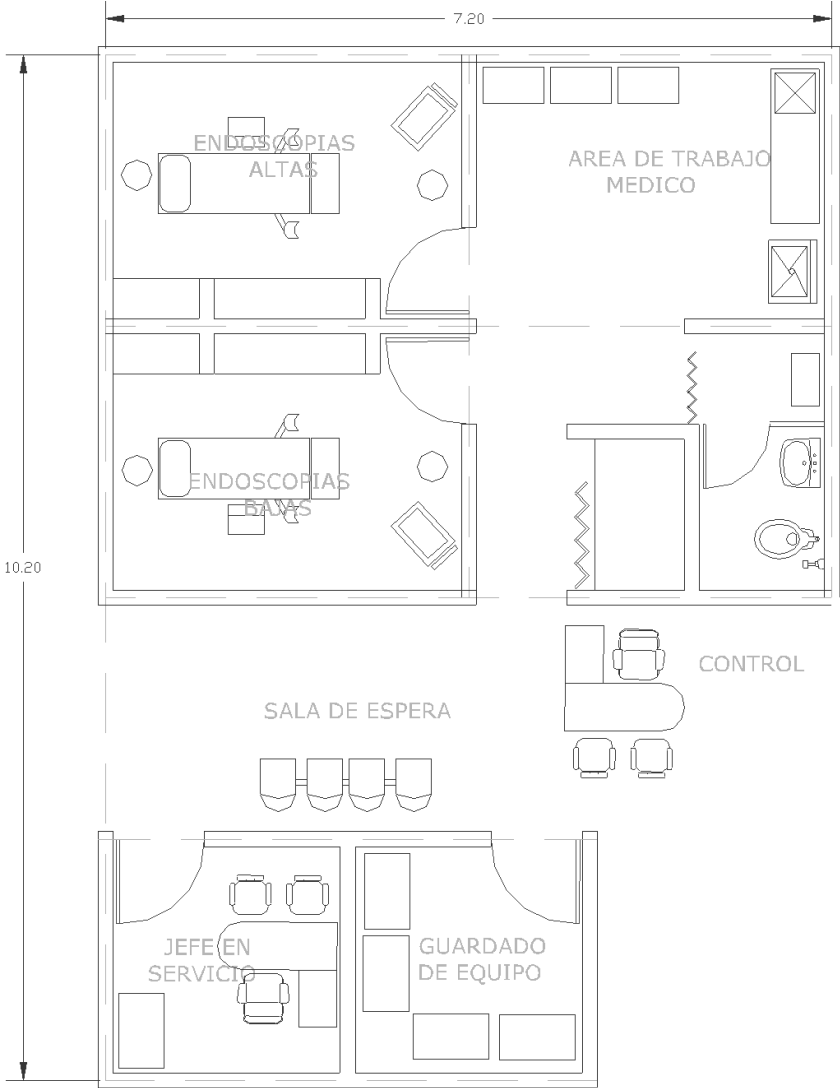 7.20
ENDOSCOPIAS
ALTAS
AREA DE TRABAJO
MEDICO
ENDOSCOPIAS
BAJAS
10.20
CONTROL
SALA DE ESPERA
JEFE EN
SERVICIO
GUARDADO
DE EQUIPO